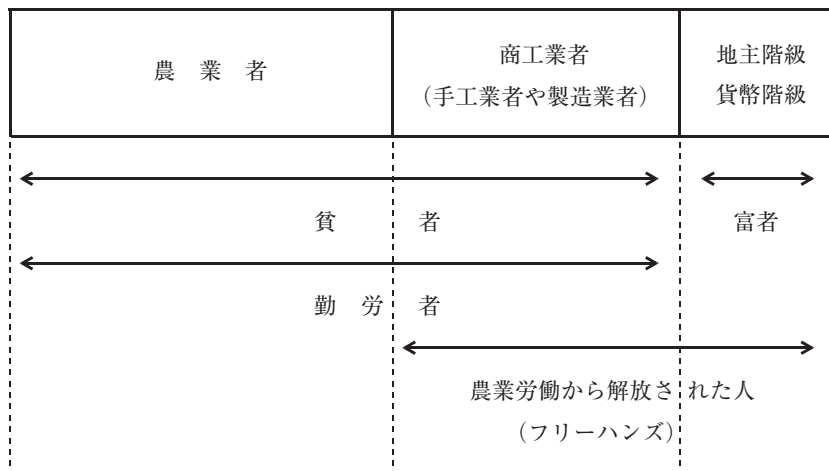 農業者
商工業者
（手工業者や製造業者）
地主階級
貨幣階級
貧者
富者
勤労者
農業労働から解放された人
（フリーハンズ）